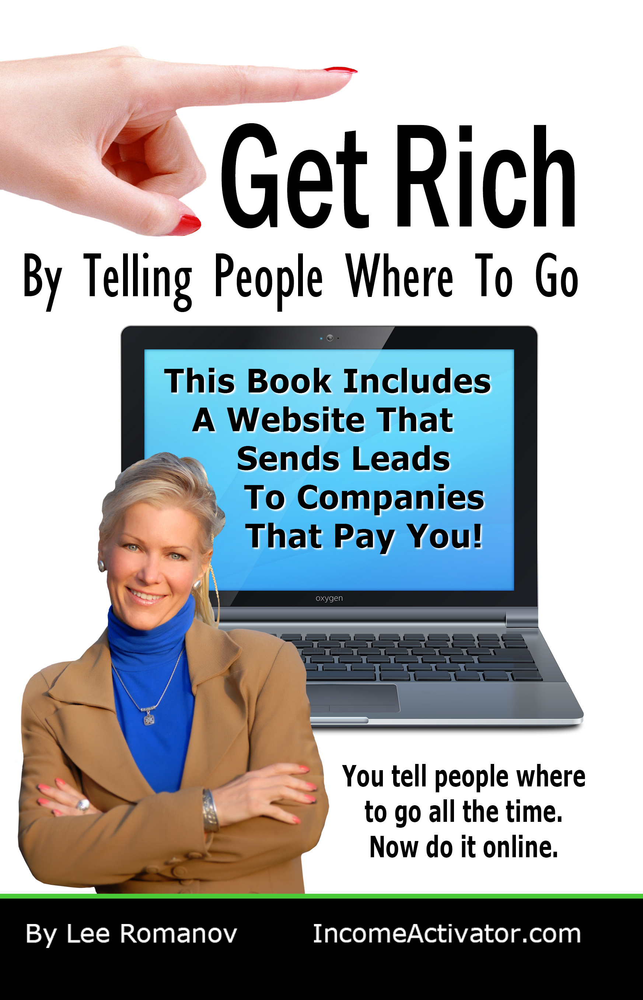 Get Rich
By Telling People Where To Go
This Book Includes
A Website That
Sends Leads
To Companies
That Pay You!
oxygen
You tell people where
to go all the time.
Now do it online.
By Lee Romanov
IncomeActivator.com